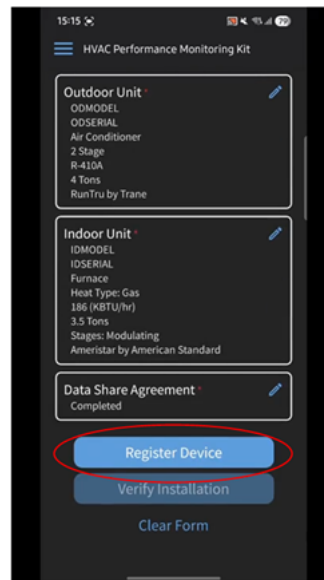 15:15
79
HVAC Performance Monitoring Kit
Outdoor Unit *
ODMODEL
ODSERIAL
Air Conditioner
2 Stage
R-410A
4 Tons
RunTru by Trane
Indoor Unit *
IDMODEL
IDSERIAL
Furnace
Heat Type: Gas
186 (KBTU/hr)
3.5 Tons
Stages: Modulating
Ameristar by American Standard
Data Share Agreement *
Completed
Register Device
Verify Installation
Clear Form